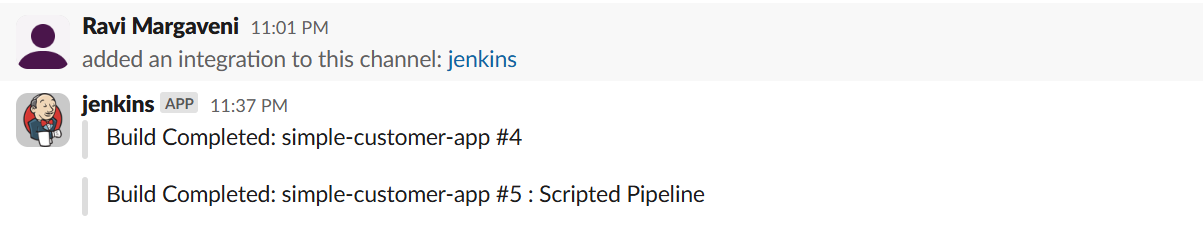 Ravi Margaveni 11:01 PM
added an integration to this channel: jenkins
jenkins APP 11:37 PM
Build Completed: simple-customer-app #4
Build Completed: simple-customer-app #5 : Scripted Pipeline